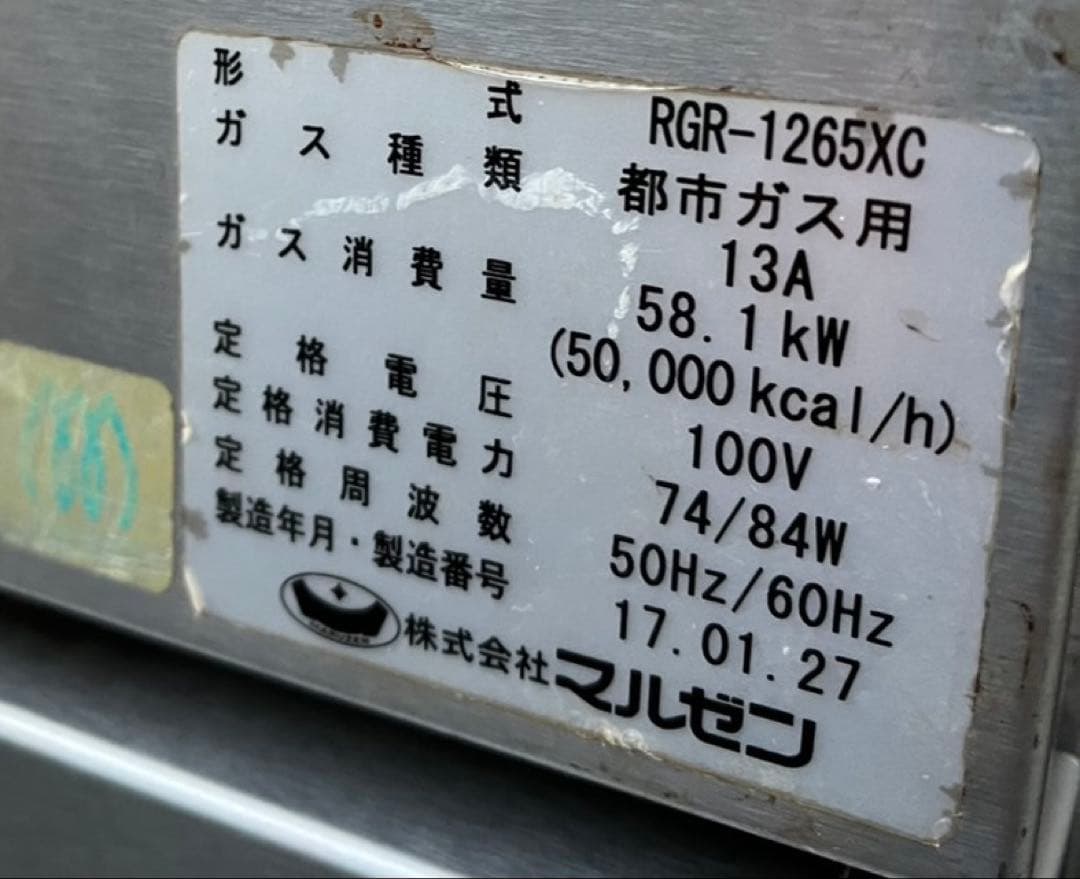 形式 RGR-1265XC
ガス種類 都市ガス用
13A
ガス消費量 58.1kW
(50,000kcal/h)
定格電圧 100V
定格消費電力 74/84W
定格周波数 50Hz/60Hz
製造年月・製造番号 17.01.27
MARUZEN 株式会社マルゼン